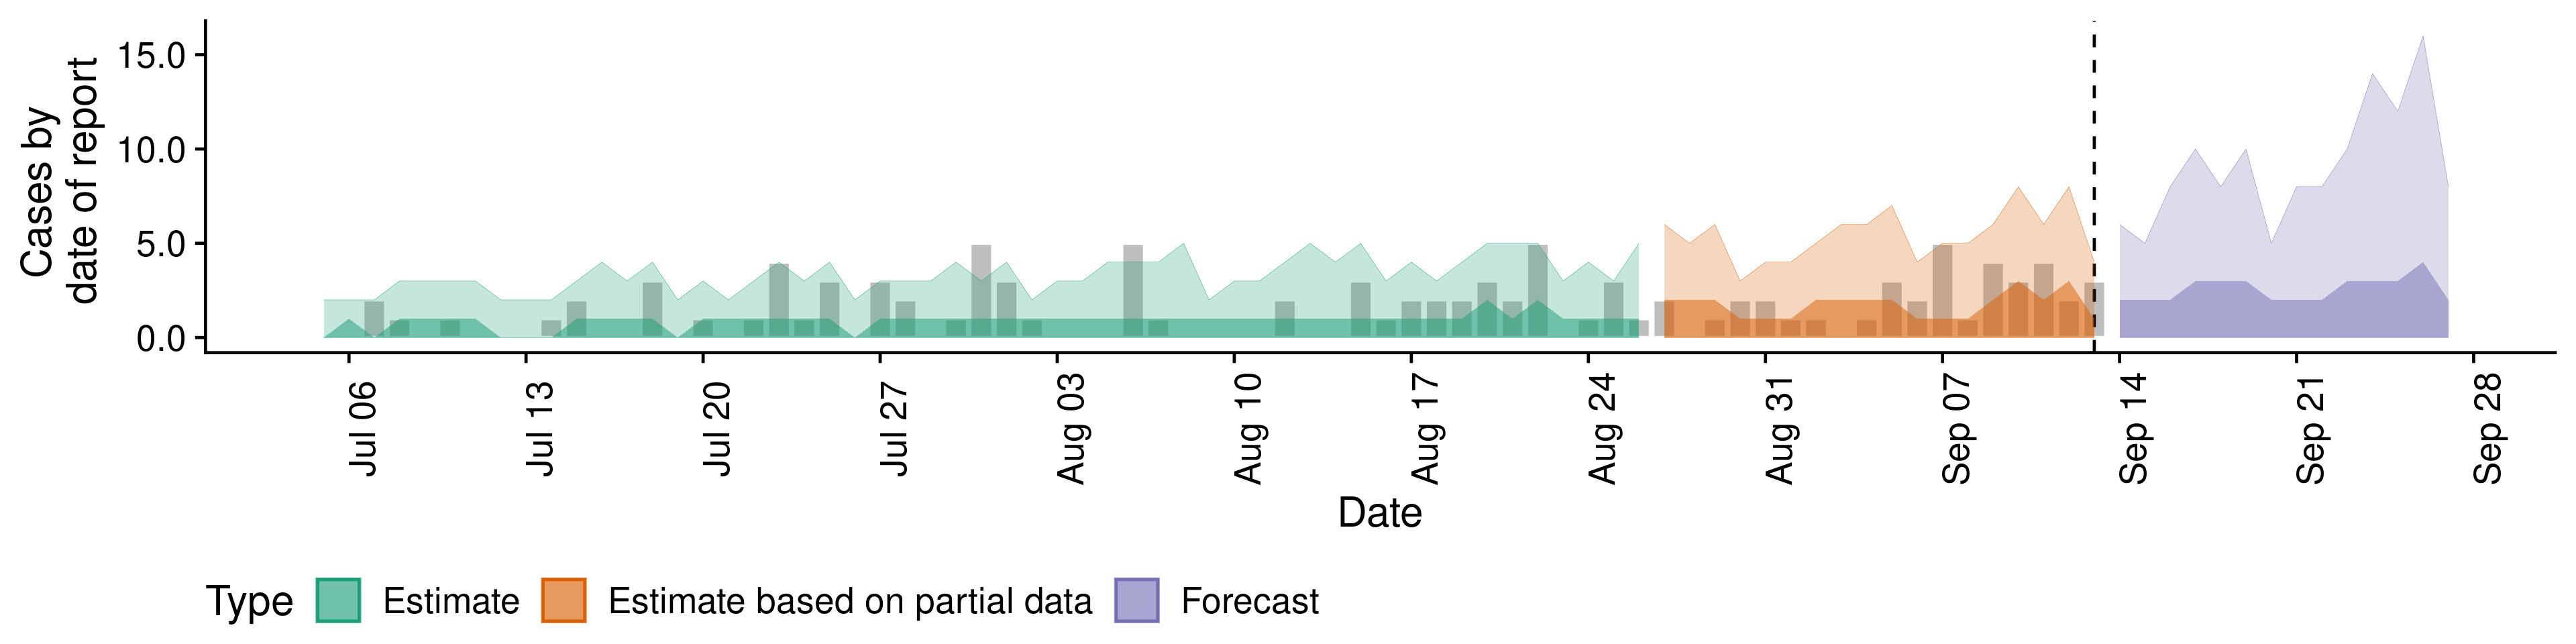 Cases by
date of report
15.0
10.0
5.0
0.0
Jul 06
Jul 13
Jul 20
Jul 27
Aug 03
Aug 10
Aug 17
Aug 24
Aug 31
Sep 07
Sep 14
Sep 21
Sep 28
Date
Type Estimate Estimate based on partial data Forecast